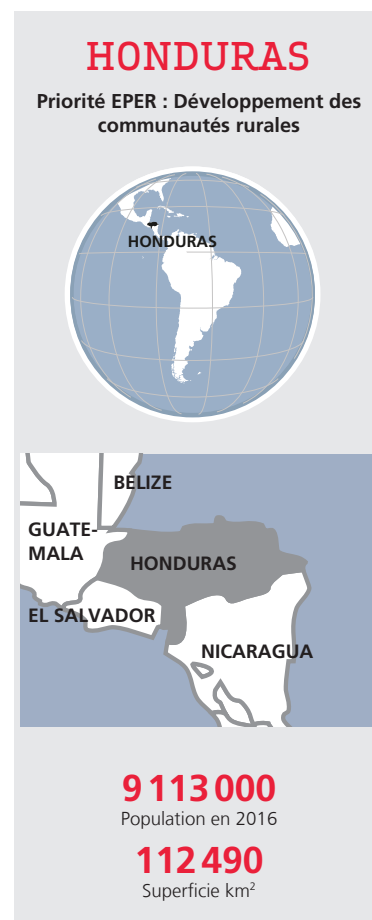 HONDURAS
Priorité EPER : Développement des
communautés rurales
HONDURAS
BELIZE
GUATE-
MALA
HONDURAS
EL SALVADOR
NICARAGUA
9 113 000
Population en 2016
112 490
Superficie km²